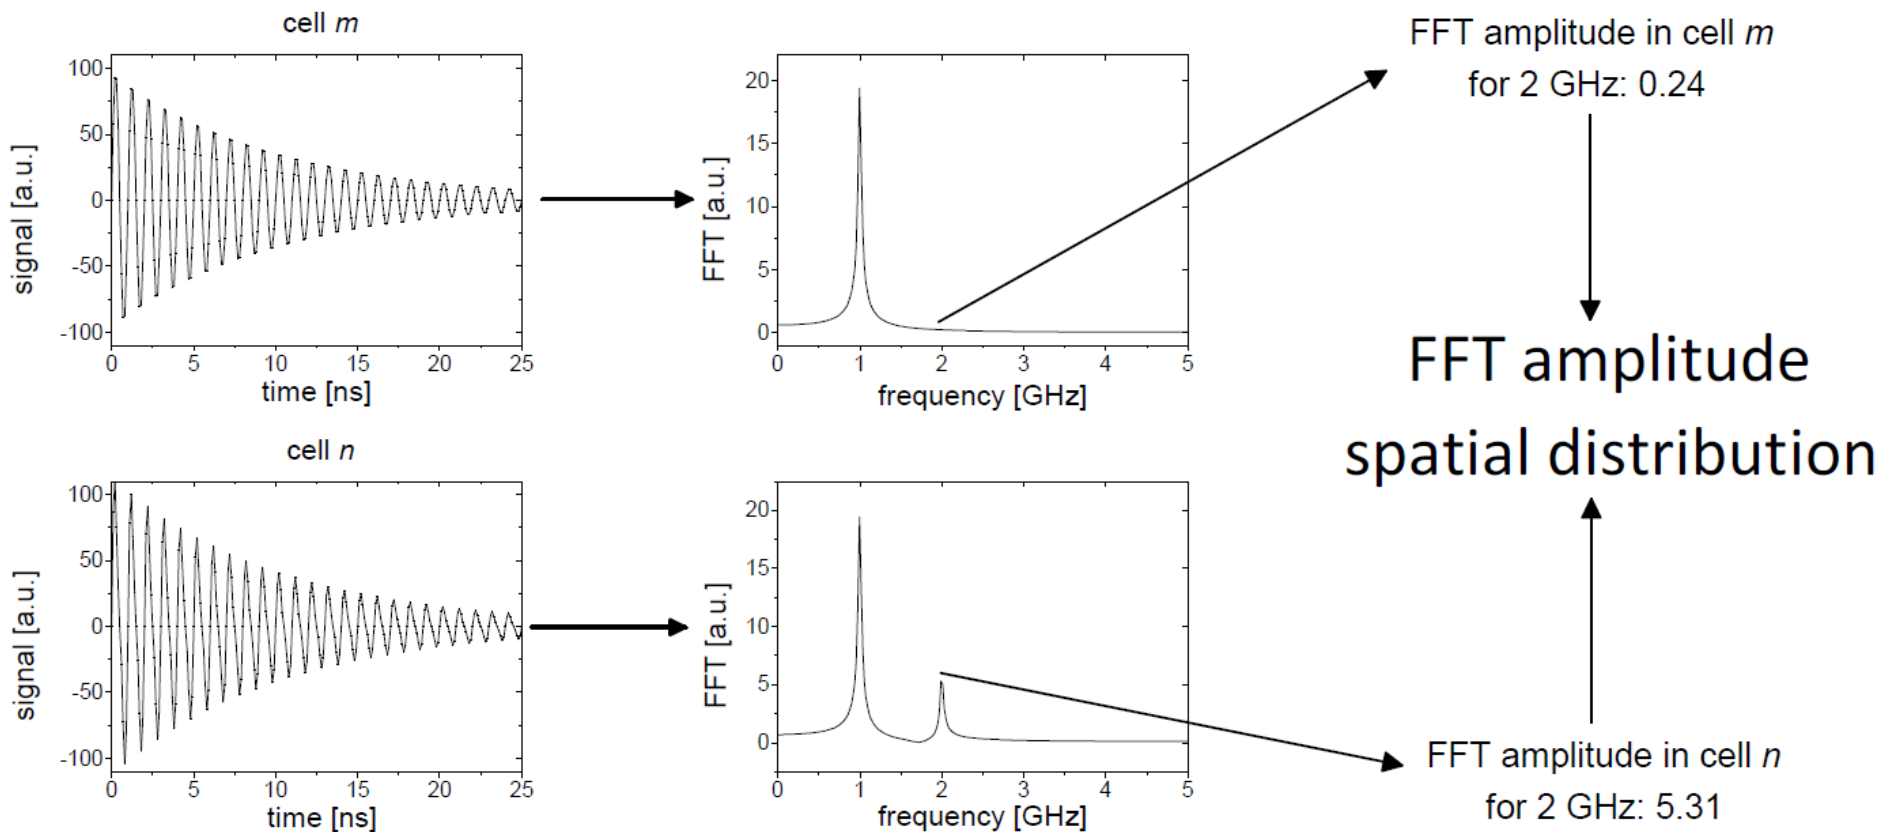 cell m
100
50
0
-50
-100
signal [a.u.]
0 5 10 15 20 25
time [ns]
20
15
10
5
0
FFT [a.u.]
0 1 2 3 4 5
frequency [GHz]
FFT amplitude in cell m
for 2 GHz: 0.24
FFT amplitude
spatial distribution
cell n
100
50
0
-50
-100
signal [a.u.]
0 5 10 15 20 25
time [ns]
20
15
10
5
0
FFT [a.u.]
0 1 2 3 4 5
frequency [GHz]
FFT amplitude in cell n
for 2 GHz: 5.31